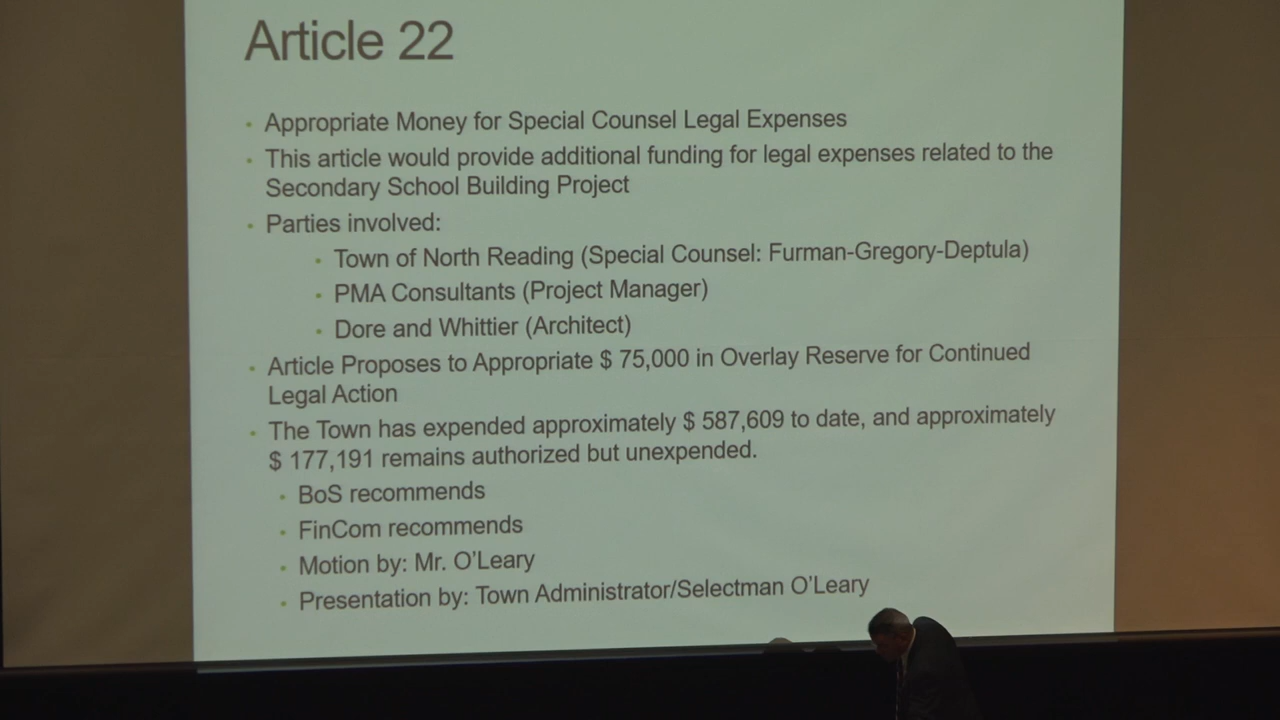 Article 22
• Appropriate Money for Special Counsel Legal Expenses
• This article would provide additional funding for legal expenses related to the
Secondary School Building Project
• Parties involved:
• Town of North Reading (Special Counsel: Furman-Gregory-Deptula)
• PMA Consultants (Project Manager)
• Dore and Whittier (Architect)
• Article Proposes to Appropriate $ 75,000 in Overlay Reserve for Continued
Legal Action
• The Town has expended approximately $ 587,609 to date, and approximately
$ 177,191 remains authorized but unexpended.
• BoS recommends
• FinCom recommends
• Motion by: Mr. O'Leary
• Presentation by: Town Administrator/Selectman O'Leary